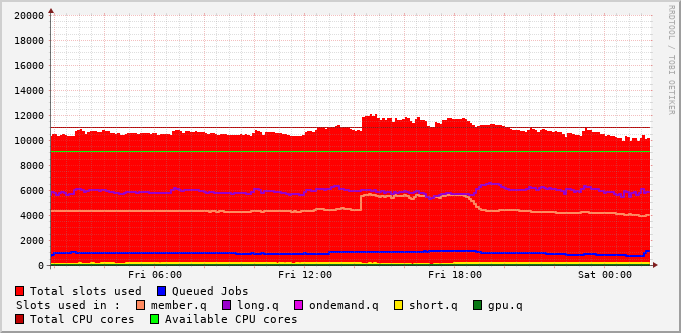 RRDTOOL / TOBI OETIKER
20000
18000
16000
14000
12000
10000
8000
6000
4000
2000
0
Fri 06:00 Fri 12:00 Fri 18:00 Sat 00:00
Total slots used Queued Jobs
Slots used in : member.q long.q ondemand.q short.q gpu.q
Total CPU cores Available CPU cores